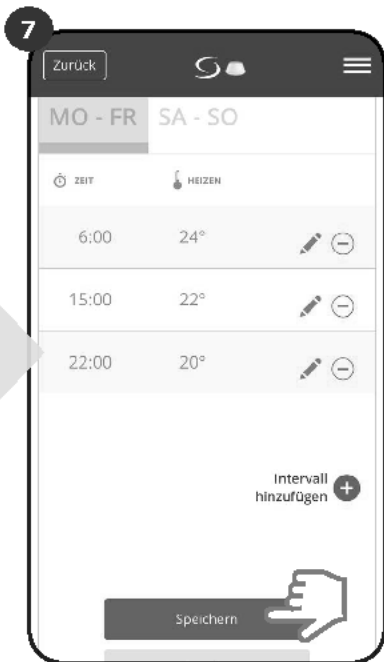 7
Zurück
MO - FR SA - SO
ZEIT HEIZEN
6:00 24°
15:00 22°
22:00 20°
Intervall
hinzufügen
Speichern